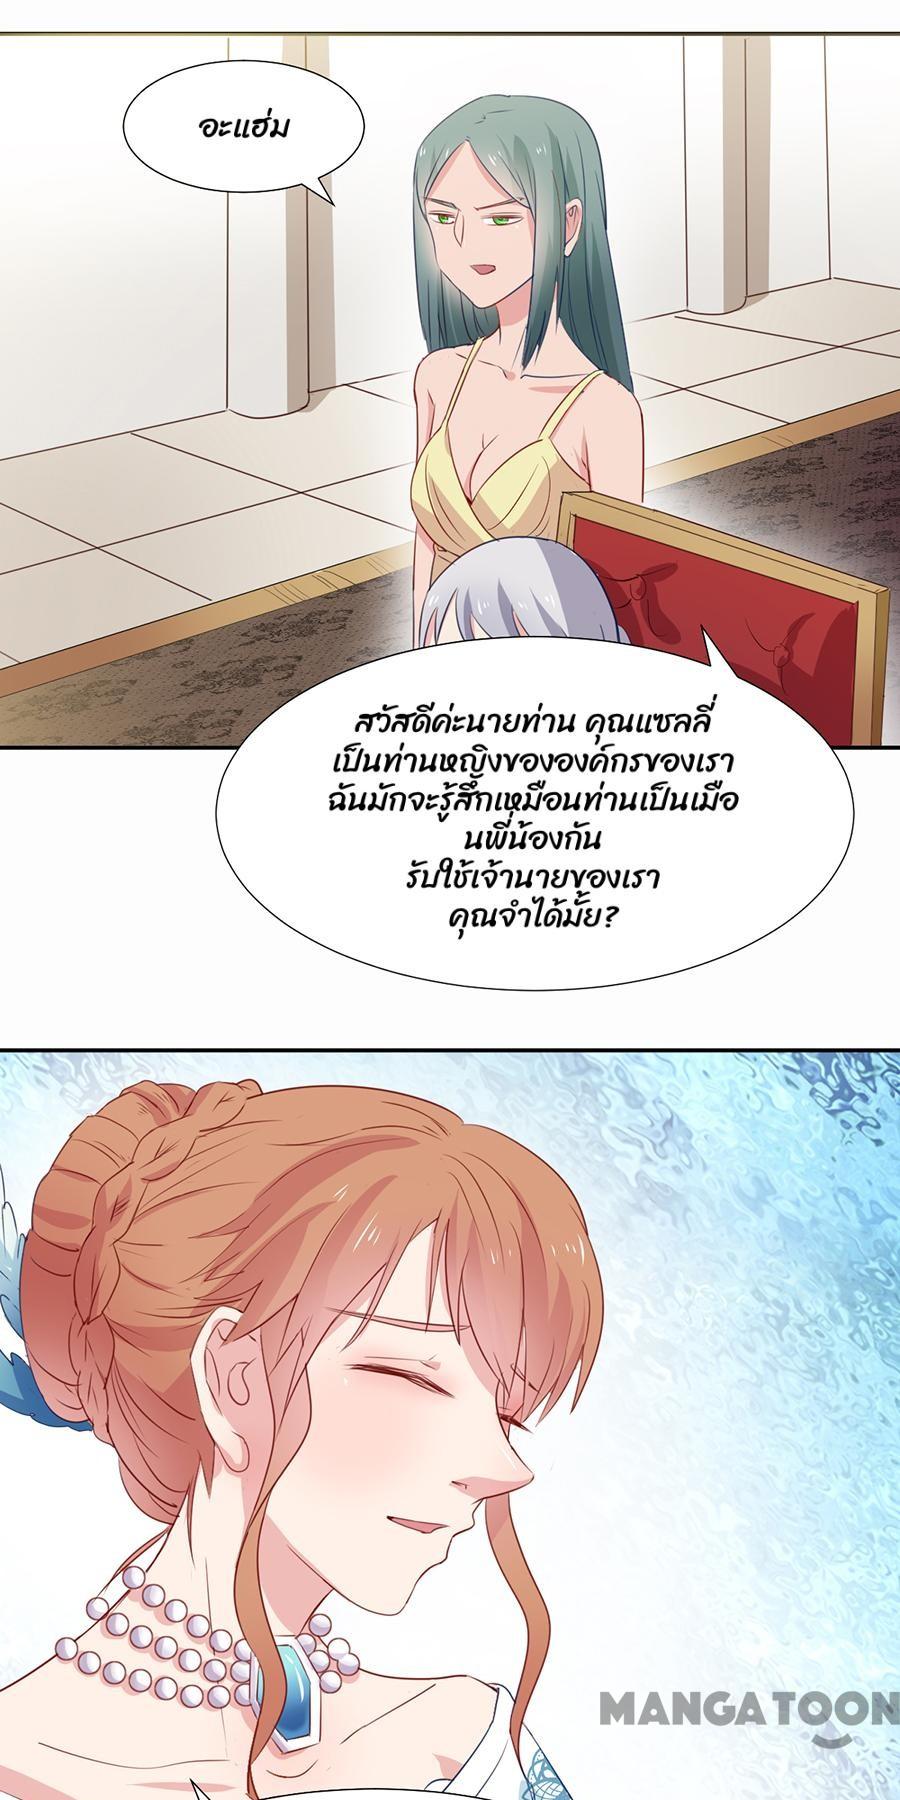 อะแฮ่ม
สวัสดีค่ะนายท่าน คุณแซลลี่
เป็นท่านหญิงขององค์กรของเรา
ฉันมักจะรู้สึกเหมือนท่านเป็นเมือ
นพี่น้องกัน
รับใช้เจ้านายของเรา
คุณจำได้มั้ย?
MANGATOON